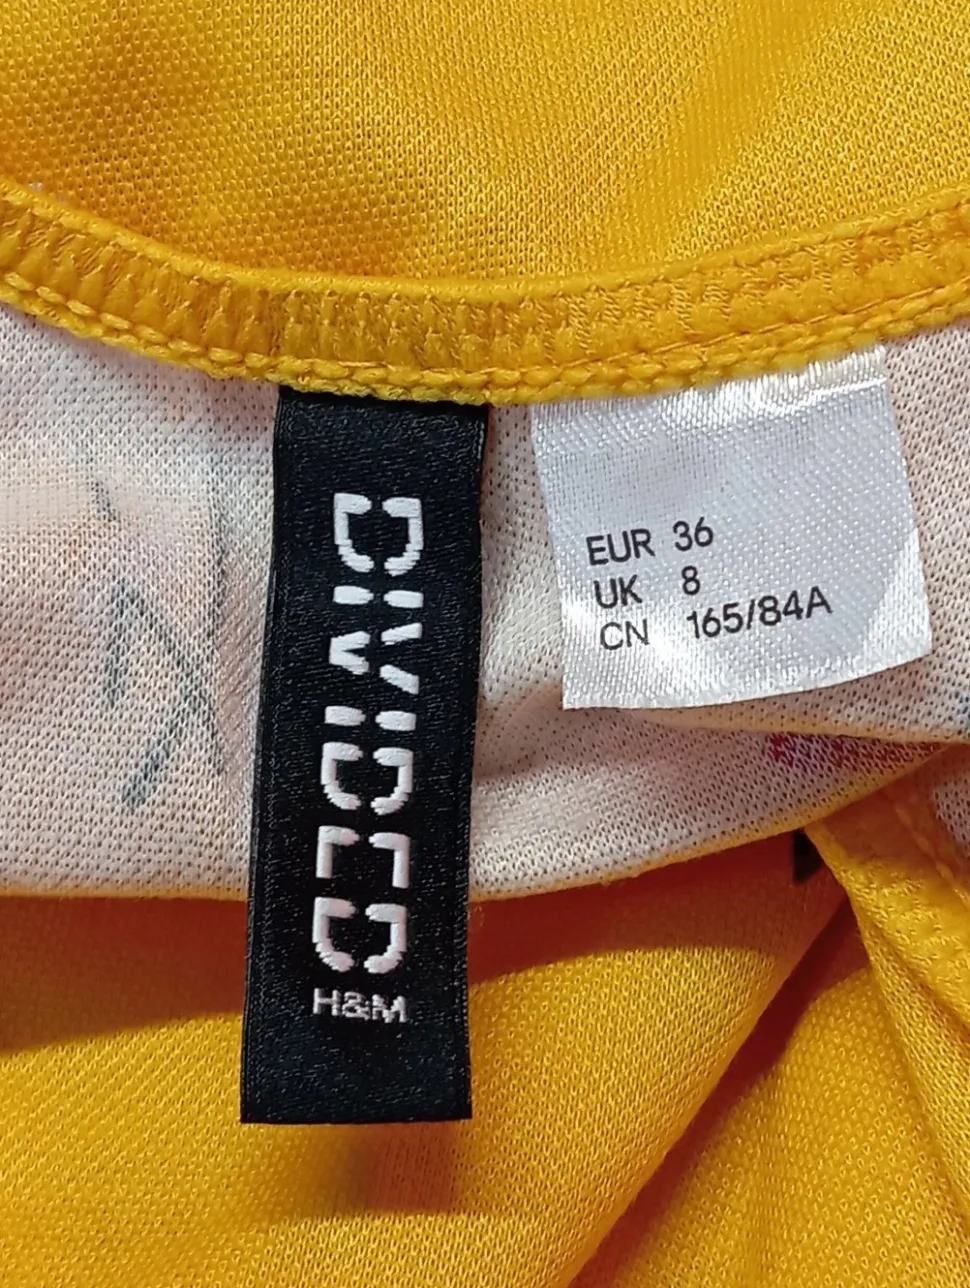 DIVIDED
H&M
EUR 36
UK 8
CN 165/84A